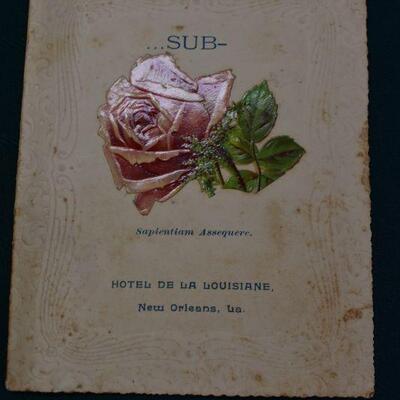 ...SUB-
Sapientiam Assequere.
HOTEL DE LA LOUISIANE,
New Orleans, La.